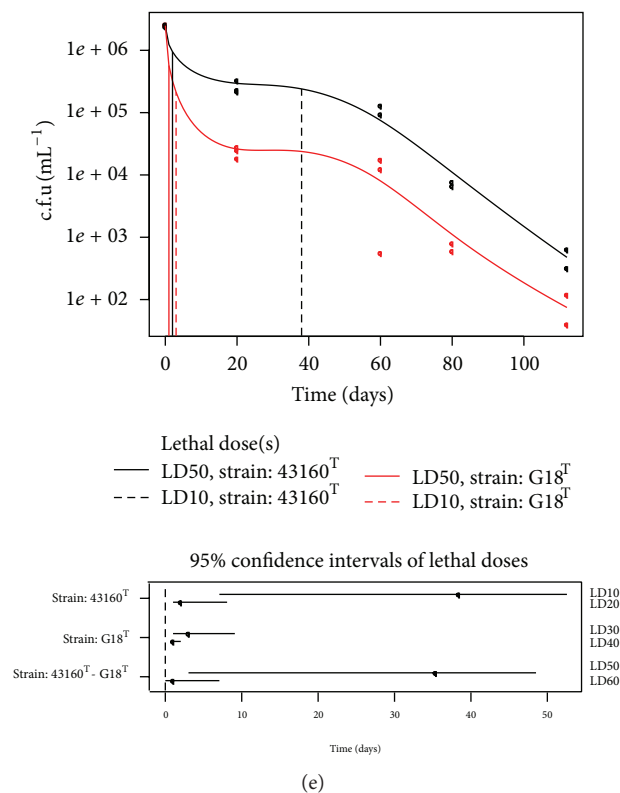 1e + 06
1e + 05
1e + 04
1e + 03
1e + 02
c.f.u (mL⁻¹)
0 20 40 60 80 100
Time (days)
Lethal dose(s)
LD50, strain: 43160ᵀ
LD10, strain: 43160ᵀ
LD50, strain: G18ᵀ
LD10, strain: G18ᵀ
95% confidence intervals of lethal doses
Strain: 43160ᵀ
Strain: G18ᵀ
Strain: 43160ᵀ - G18ᵀ
LD10
LD20
LD30
LD40
LD50
LD60
0 10 20 30 40 50
Time (days)
(e)